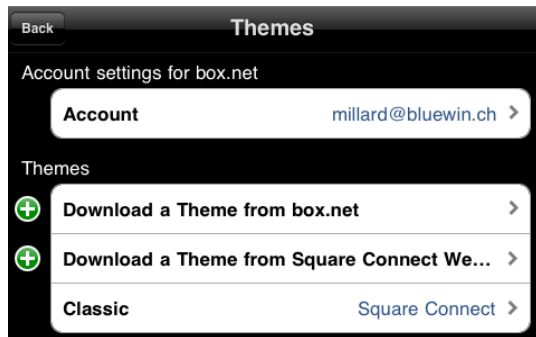 Back
Themes
Account settings for box.net
Account millard@bluewin.ch
Themes
Download a Theme from box.net
Download a Theme from Square Connect We...
Classic Square Connect